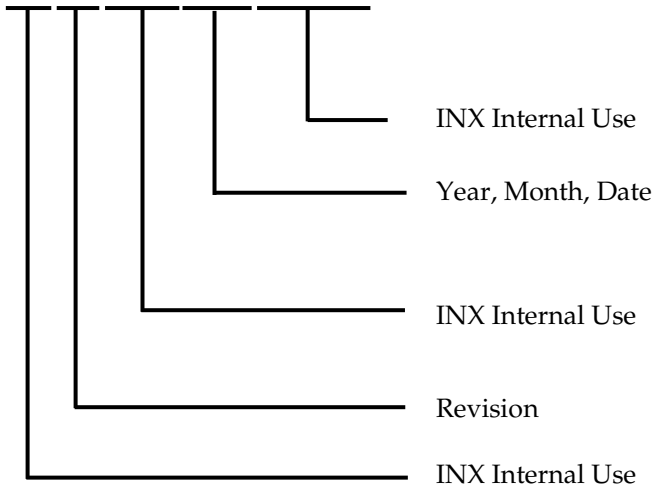 INX Internal Use
Year, Month, Date
INX Internal Use
Revision
INX Internal Use